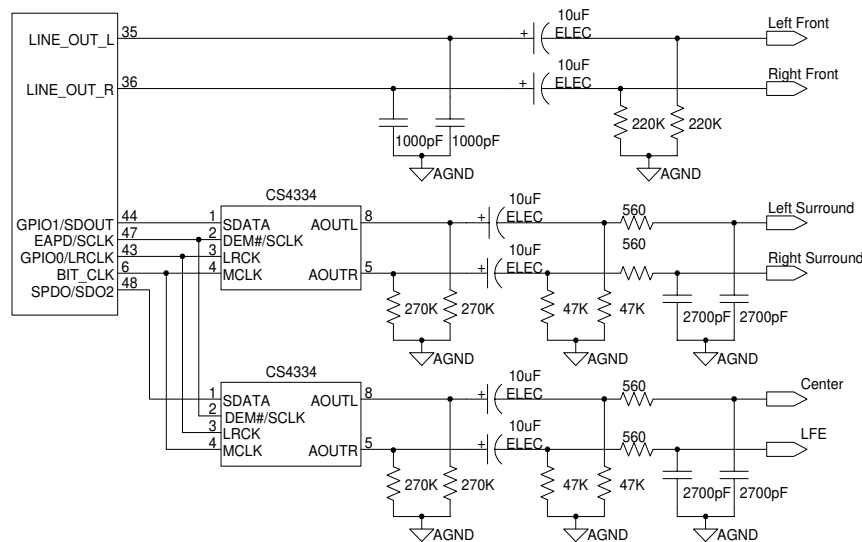 10uF
35
LINE_OUT_L
+
ELEC
Left Front
10uF
36
LINE_OUT_R
+
ELEC
Right Front
220K
220K
1000pF
1000pF
AGND
AGND
CS4334
10uF
44
GPIO1/SDOUT
1
SDATA
AOUTL
8
+
ELEC
560
Left Surround
47
EAPD/SCLK
2
DEM#/SCLK
10uF
560
43
GPIO0/LRCLK
3
LRCK
6
BIT_CLK
4
MCLK
AOUTR
5
+
ELEC
Right Surround
48
SPDO/SDO2
270K
270K
47K
47K
2700pF
2700pF
AGND
AGND
AGND
CS4334
10uF
560
1
SDATA
AOUTL
8
+
ELEC
Center
2
DEM#/SCLK
10uF
3
LRCK
560
4
MCLK
AOUTR
5
+
ELEC
LFE
270K
270K
47K
47K
2700pF
2700pF
AGND
AGND
AGND